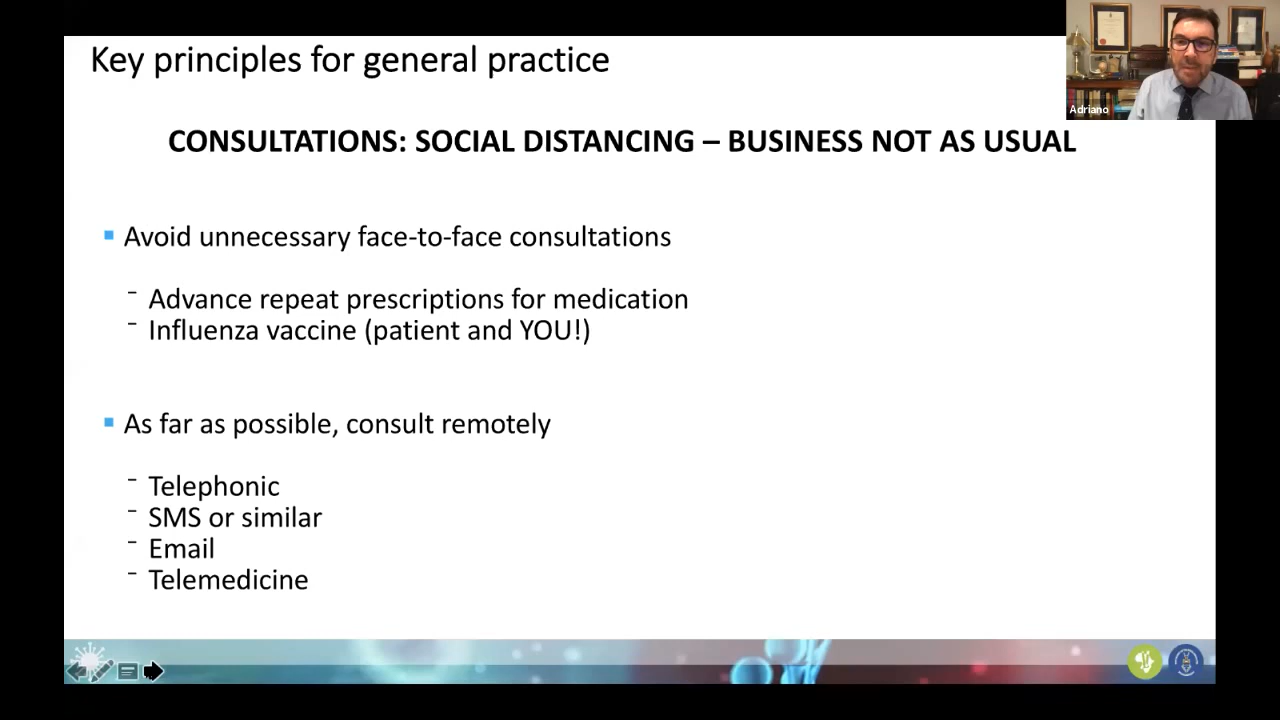 Key principles for general practice
Adriano
CONSULTATIONS: SOCIAL DISTANCING – BUSINESS NOT AS USUAL
▪ Avoid unnecessary face-to-face consultations
⁻ Advance repeat prescriptions for medication
⁻ Influenza vaccine (patient and YOU!)
▪ As far as possible, consult remotely
⁻ Telephonic
⁻ SMS or similar
⁻ Email
⁻ Telemedicine